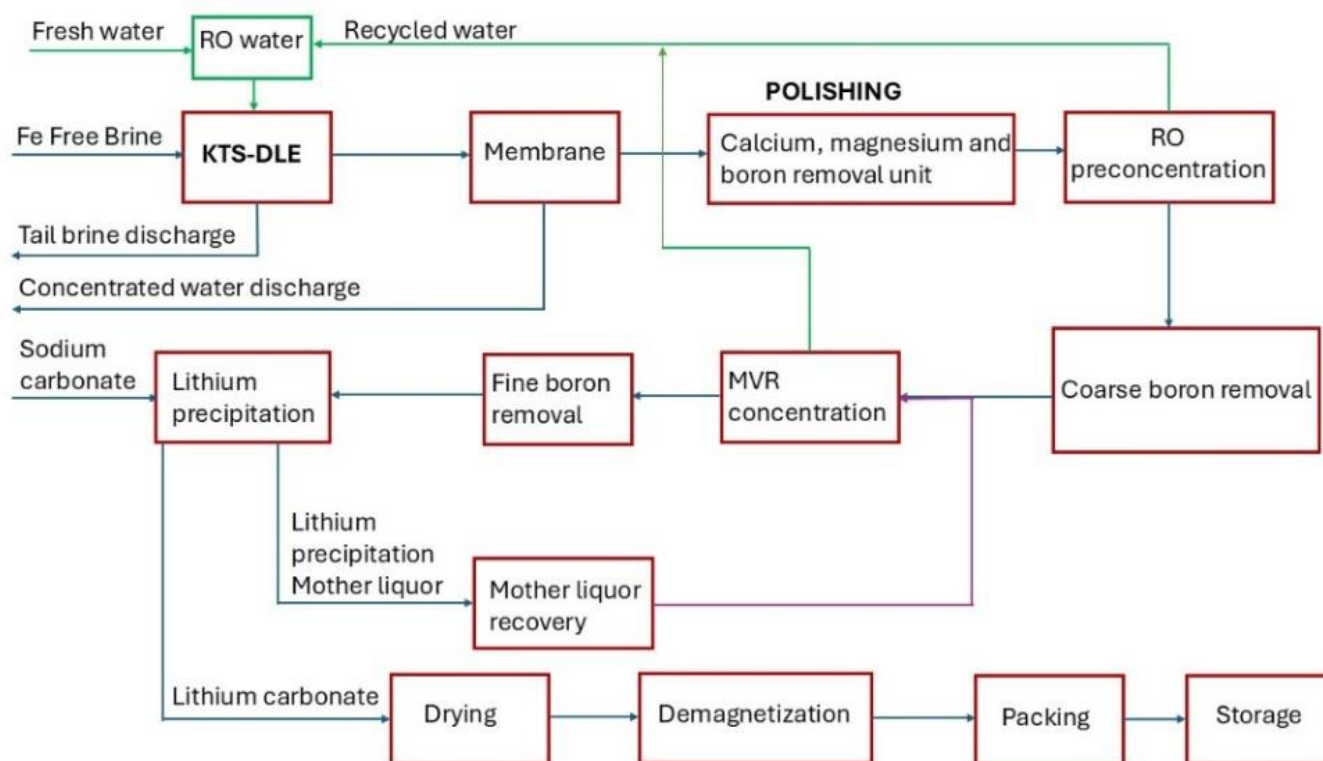 Fresh water
RO water
Recycled water
POLISHING
Fe Free Brine
KTS-DLE
Membrane
Calcium, magnesium and
boron removal unit
RO
preconcentration
Tail brine discharge
Concentrated water discharge
Sodium
carbonate
Lithium
precipitation
Fine boron
removal
MVR
concentration
Coarse boron removal
Lithium
precipitation
Mother liquor
Mother liquor
recovery
Lithium carbonate
Drying
Demagnetization
Packing
Storage